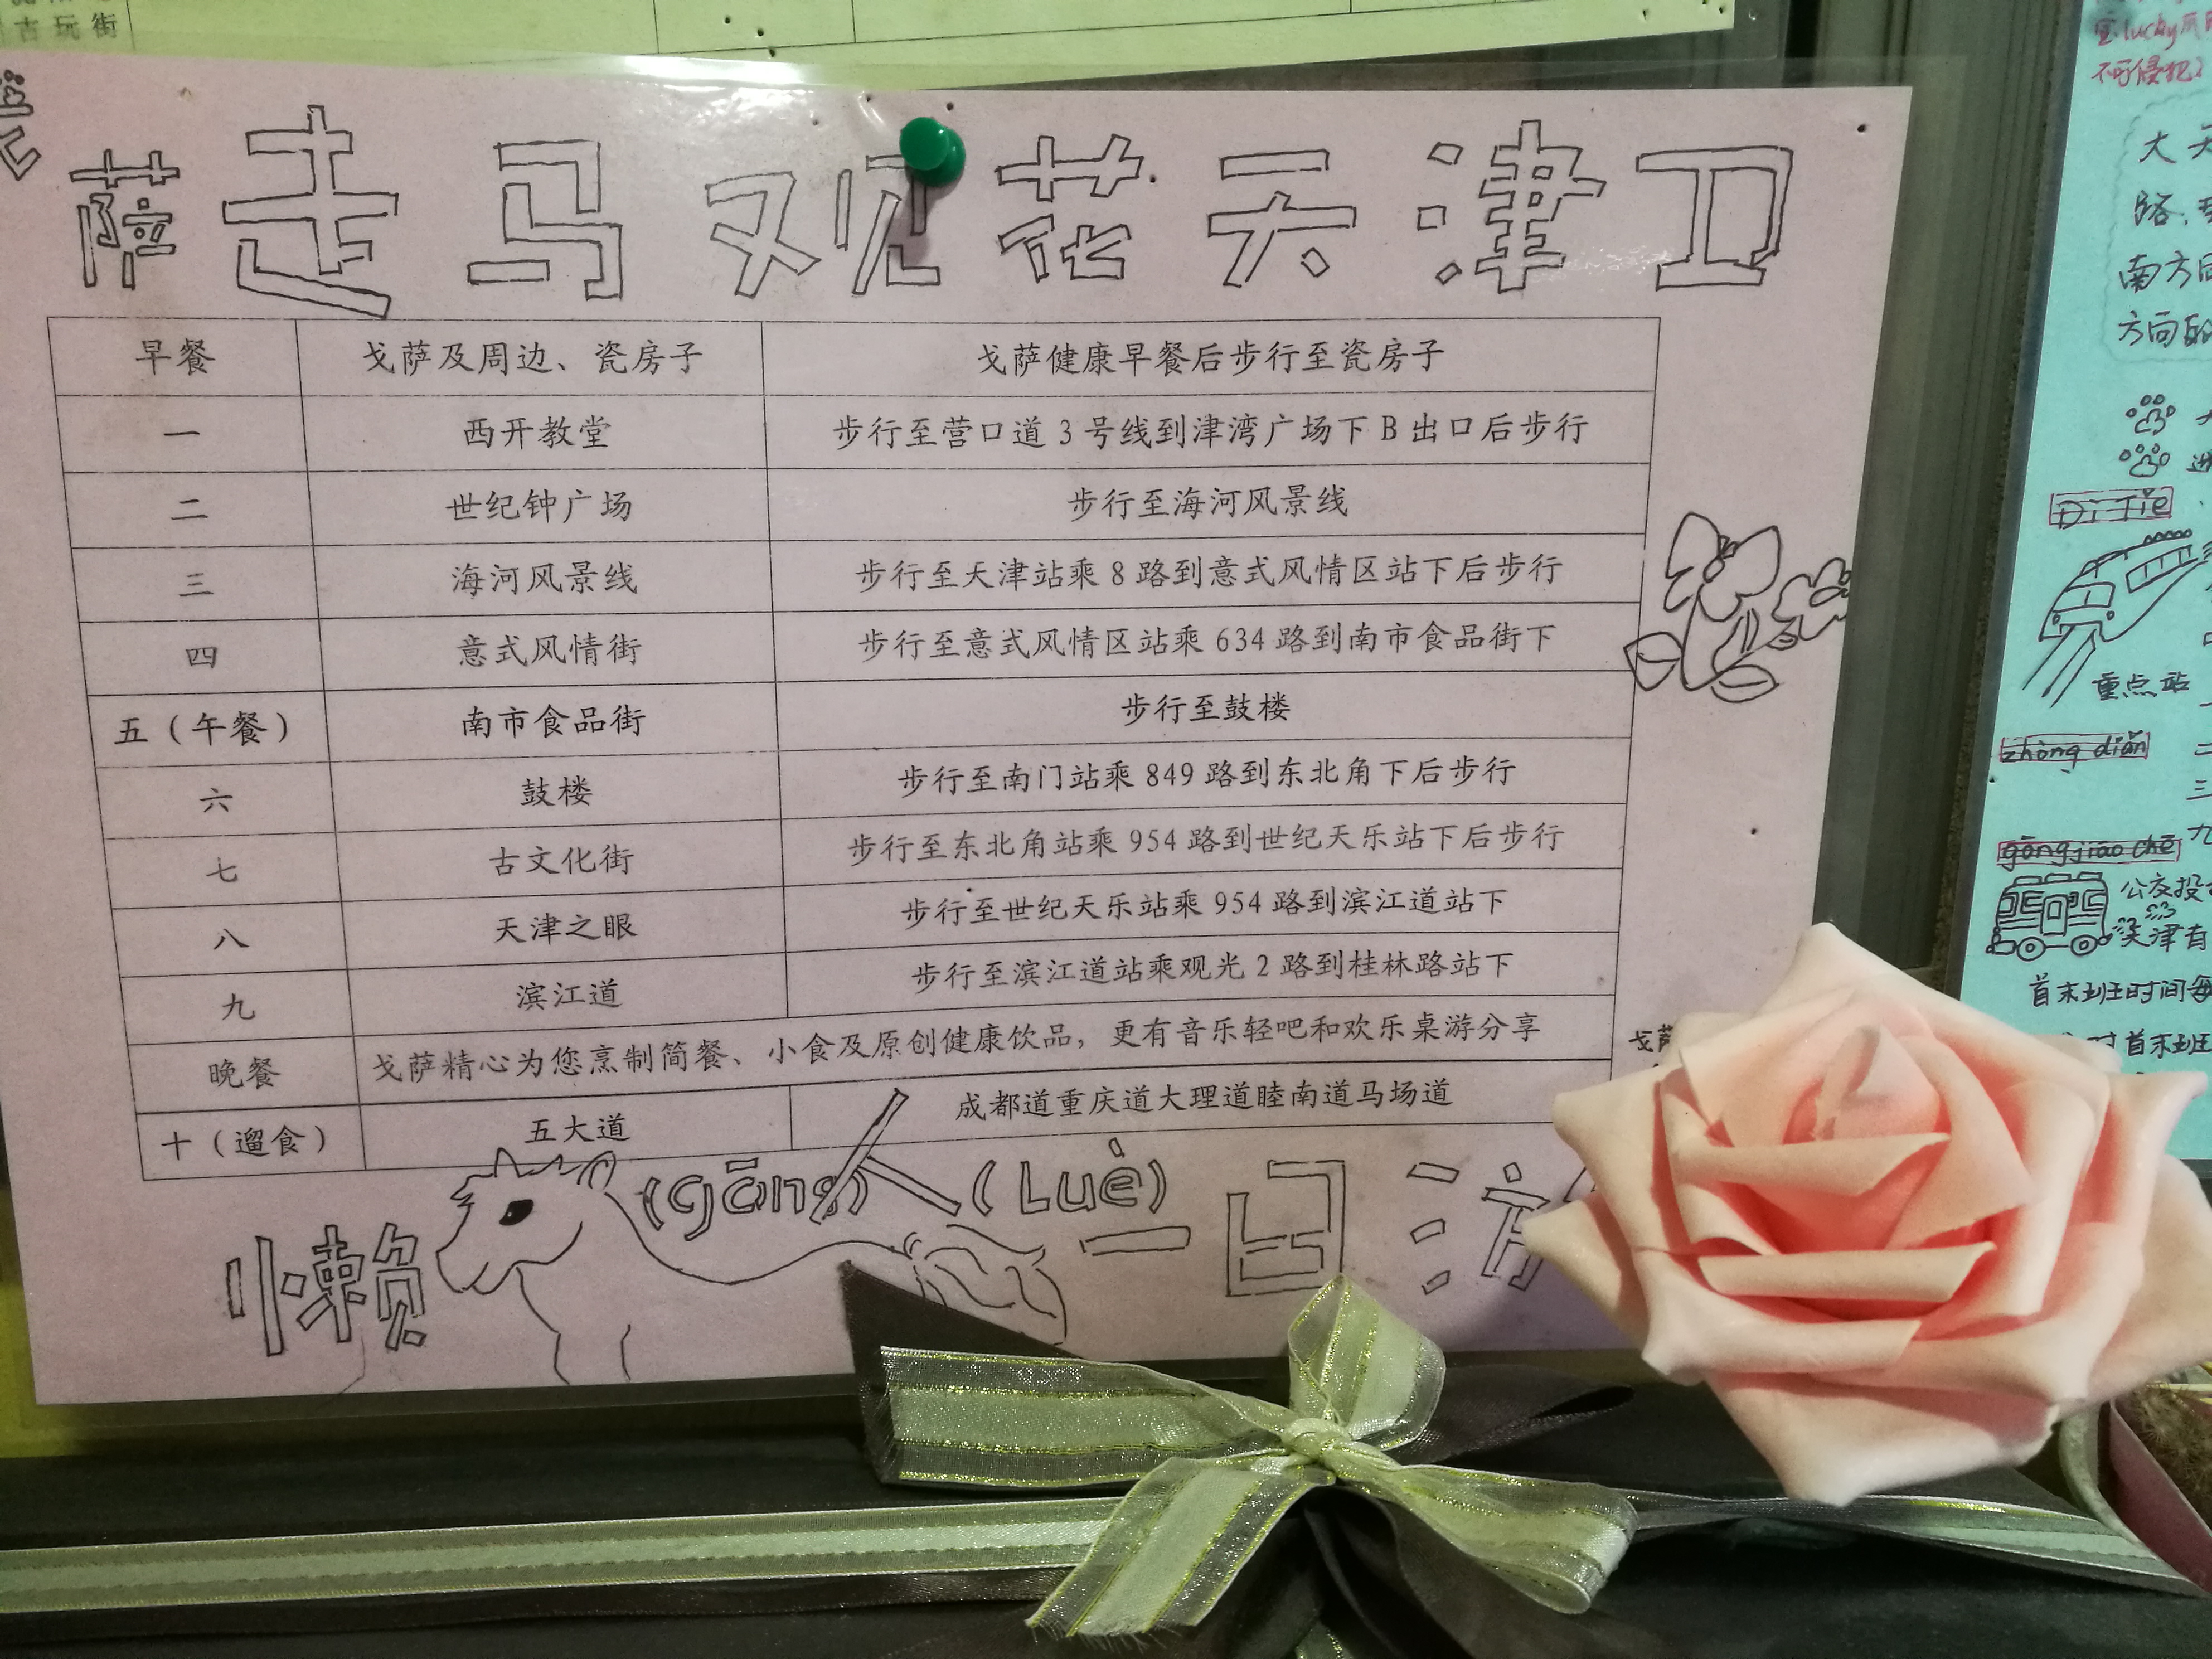 古玩街
萨走马观花天津卫
早餐 戈萨及周边、瓷房子 戈萨健康早餐后步行至瓷房子
一 西开教堂 步行至营口道 3 号线到津湾广场下 B 出口后步行
二 世纪钟广场 步行至海河风景线
三 海河风景线 步行至天津站乘 8 路到意式风情区站下后步行
四 意式风情街 步行至意式风情区站乘 634 路到南市食品街下
五（午餐） 南市食品街 步行至鼓楼
六 鼓楼 步行至南门站乘 849 路到东北角下后步行
七 古文化街 步行至东北角站乘 954 路到世纪天乐站下后步行
八 天津之眼 步行至世纪天乐站乘 954 路到滨江道站下
九 滨江道 步行至滨江道站乘观光 2 路到桂林路站下
晚餐 戈萨精心为您烹制简餐、小食及原创健康饮品，更有音乐轻吧和欢乐桌游分享
十（遛食） 五大道 成都道重庆道大理道睦南道马场道
戈萨
懒(gāng)人(Luè)一日游
lucky
不可侵犯
大天
路，
南方向
方向的
Dì Tiě
重点站
zhòng diǎn
三
九
gōng jiāo chē
公交投
天津有
首末班时间每
时首末班